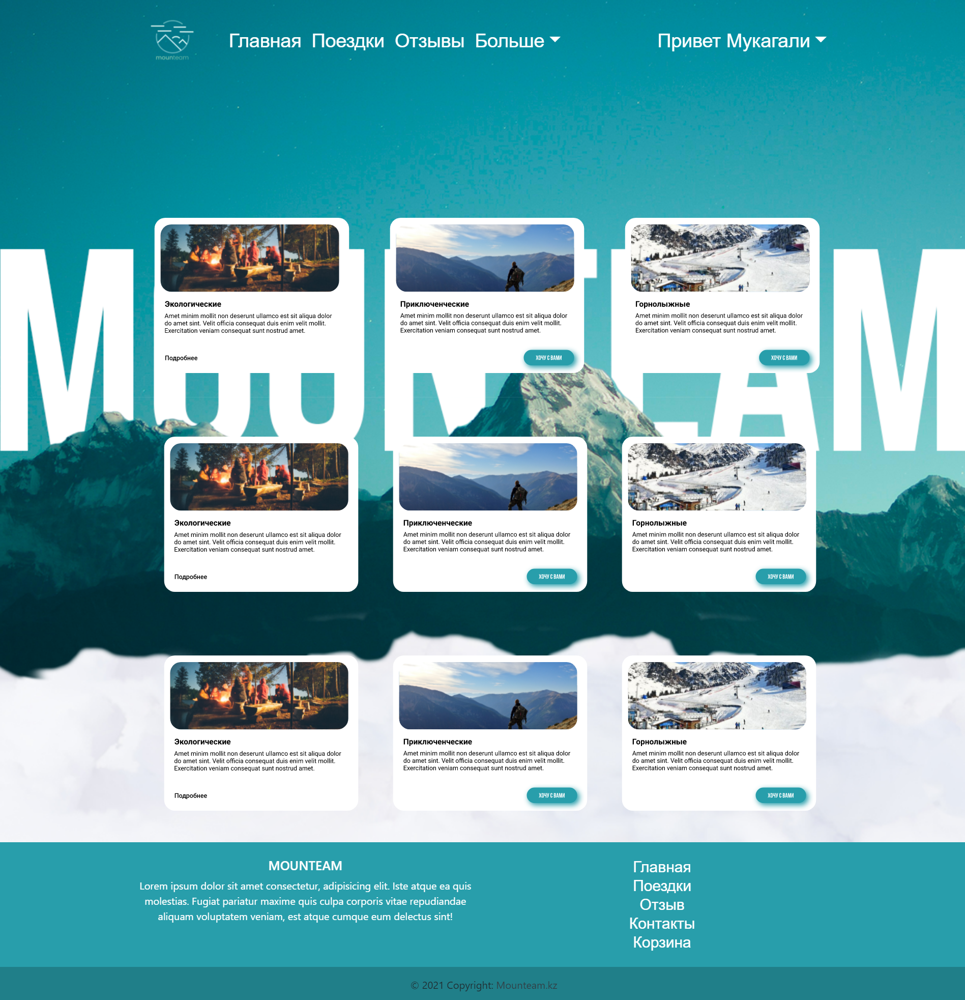 mounteam
Главная Поездки Отзывы Больше
Привет Мукагали
MOUNTEAM
Экологические
Amet minim mollit non deserunt ullamco est sit aliqua dolor
do amet sint. Velit officia consequat duis enim velit mollit.
Exercitation veniam consequat sunt nostrud amet.
Подробнее
Приключенческие
Amet minim mollit non deserunt ullamco est sit aliqua dolor
do amet sint. Velit officia consequat duis enim velit mollit.
Exercitation veniam consequat sunt nostrud amet.
ХОЧУ С ВАМИ
Горнолыжные
Amet minim mollit non deserunt ullamco est sit aliqua dolor
do amet sint. Velit officia consequat duis enim velit mollit.
Exercitation veniam consequat sunt nostrud amet.
ХОЧУ С ВАМИ
Экологические
Amet minim mollit non deserunt ullamco est sit aliqua dolor
do amet sint. Velit officia consequat duis enim velit mollit.
Exercitation veniam consequat sunt nostrud amet.
Подробнее
Приключенческие
Amet minim mollit non deserunt ullamco est sit aliqua dolor
do amet sint. Velit officia consequat duis enim velit mollit.
Exercitation veniam consequat sunt nostrud amet.
ХОЧУ С ВАМИ
Горнолыжные
Amet minim mollit non deserunt ullamco est sit aliqua dolor
do amet sint. Velit officia consequat duis enim velit mollit.
Exercitation veniam consequat sunt nostrud amet.
ХОЧУ С ВАМИ
Экологические
Amet minim mollit non deserunt ullamco est sit aliqua dolor
do amet sint. Velit officia consequat duis enim velit mollit.
Exercitation veniam consequat sunt nostrud amet.
Подробнее
Приключенческие
Amet minim mollit non deserunt ullamco est sit aliqua dolor
do amet sint. Velit officia consequat duis enim velit mollit.
Exercitation veniam consequat sunt nostrud amet.
ХОЧУ С ВАМИ
Горнолыжные
Amet minim mollit non deserunt ullamco est sit aliqua dolor
do amet sint. Velit officia consequat duis enim velit mollit.
Exercitation veniam consequat sunt nostrud amet.
ХОЧУ С ВАМИ
MOUNTEAM
Lorem ipsum dolor sit amet consectetur, adipisicing elit. Iste atque ea quis
molestias. Fugiat pariatur maxime quis culpa corporis vitae repudiandae
aliquam voluptatem veniam, est atque cumque eum delectus sint!
Главная
Поездки
Отзыв
Контакты
Корзина
© 2021 Copyright: Mounteam.kz